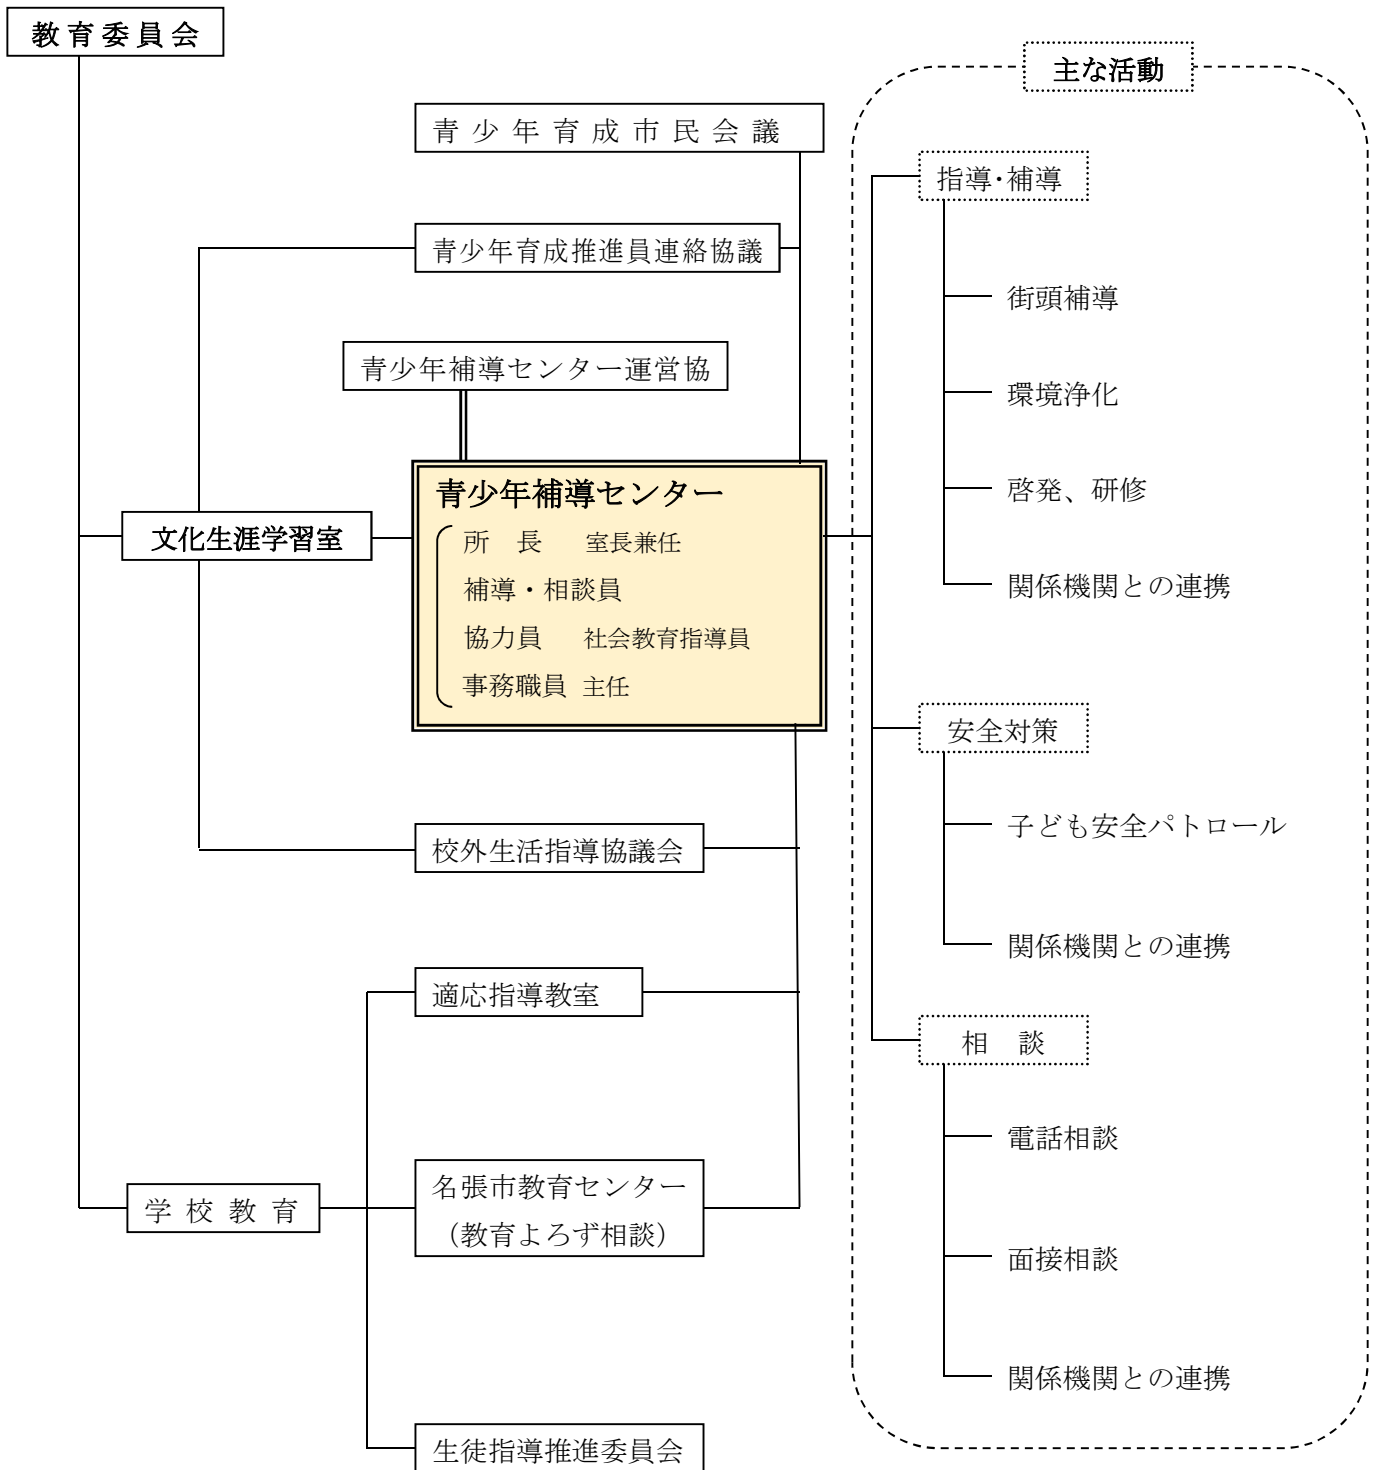 教育委員会
主な活動
青少年育成市民会議
指導・補導
青少年育成推進員連絡協議
街頭補導
青少年補導センター運営協
環境浄化
青少年補導センター
啓発、研修
文化生涯学習室
所　長　室長兼任
補導・相談員
関係機関との連携
協力員　社会教育指導員
事務職員 主任
安全対策
子ども安全パトロール
校外生活指導協議会
関係機関との連携
適応指導教室
相　談
電話相談
名張市教育センター
（教育よろず相談）
学校教育
面接相談
関係機関との連携
生徒指導推進委員会